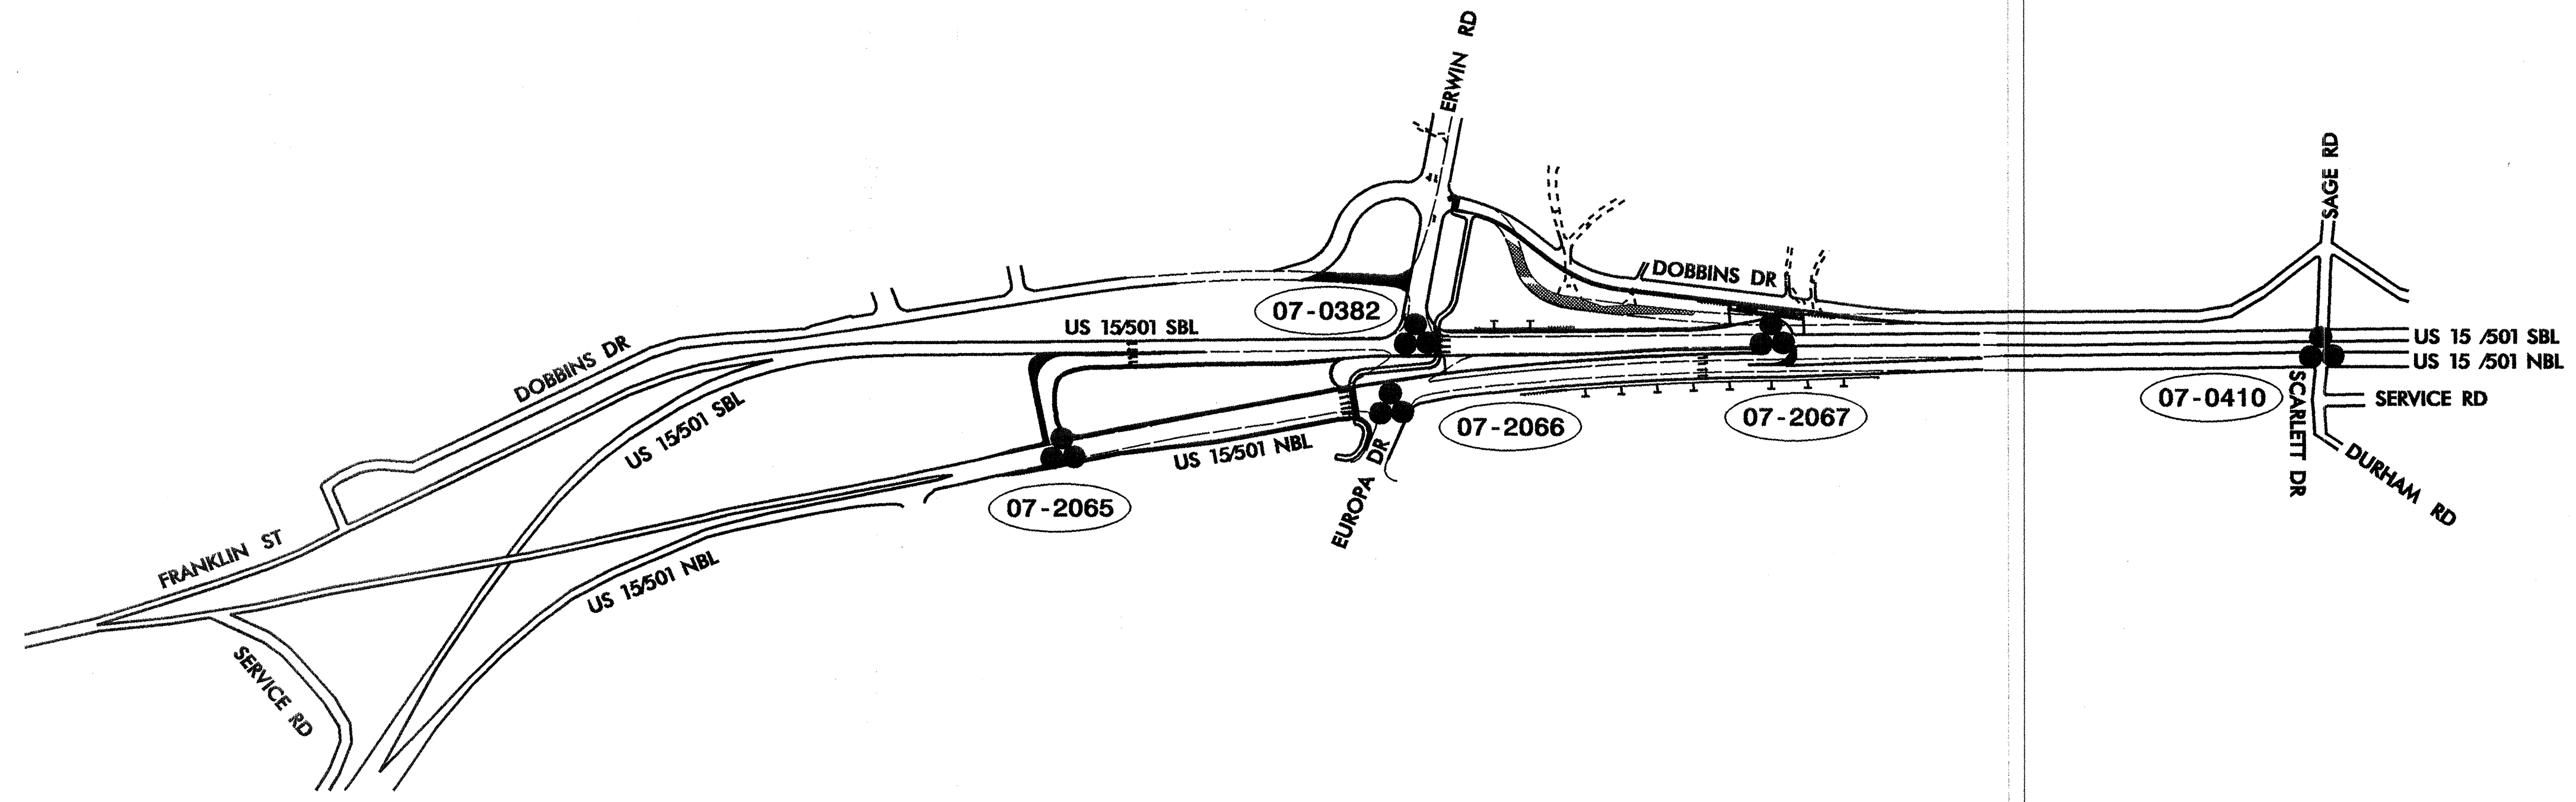 ERWIN RD
SAGE RD
DOBBINS DR
07-0382
US 15/501 SBL
US 15 /501 SBL
US 15 /501 NBL
DOBBINS DR
07-0410
SCARLETT DR
SERVICE RD
07-2067
07-2066
US 15/501 SBL
US 15/501 NBL
EUROPA DR
DURHAM RD
07-2065
FRANKLIN ST
US 15/501 NBL
SERVICE RD